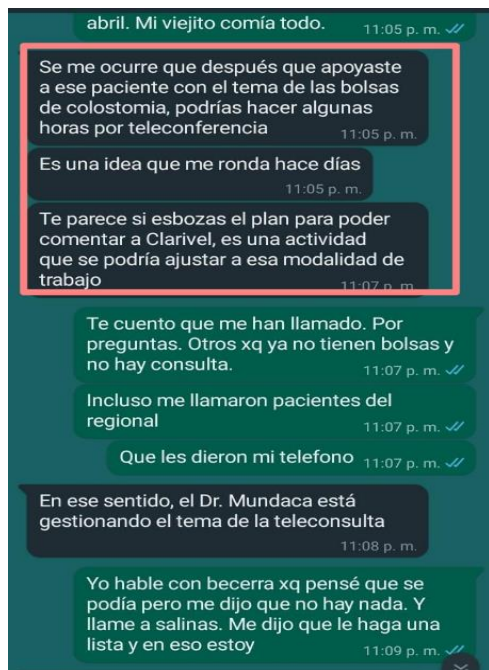 abril. Mi viejito comía todo.
11:05 p. m.
Se me ocurre que después que apoyaste
a ese paciente con el tema de las bolsas
de colostomia, podrías hacer algunas
horas por teleconferencia
11:05 p. m.
Es una idea que me ronda hace días
11:05 p. m.
Te parece si esbozas el plan para poder
comentar a Clarivel, es una actividad
que se podría ajustar a esa modalidad de
trabajo
11:07 p. m.
Te cuento que me han llamado. Por
preguntas. Otros xq ya no tienen bolsas y
no hay consulta.
11:07 p. m.
Incluso me llamaron pacientes del
regional
11:07 p. m.
Que les dieron mi telefono
11:07 p. m.
En ese sentido, el Dr. Mundaca está
gestionando el tema de la teleconsulta
11:08 p. m.
Yo hable con becerra xq pensé que se
podía pero me dijo que no hay nada. Y
llame a salinas. Me dijo que le haga una
lista y en eso estoy
11:09 p. m.